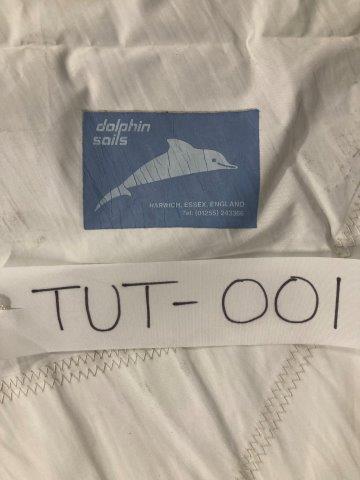 dolphin
sails
HARWICH, ESSEX, ENGLAND
Tel: (01255) 243366
TUT-001